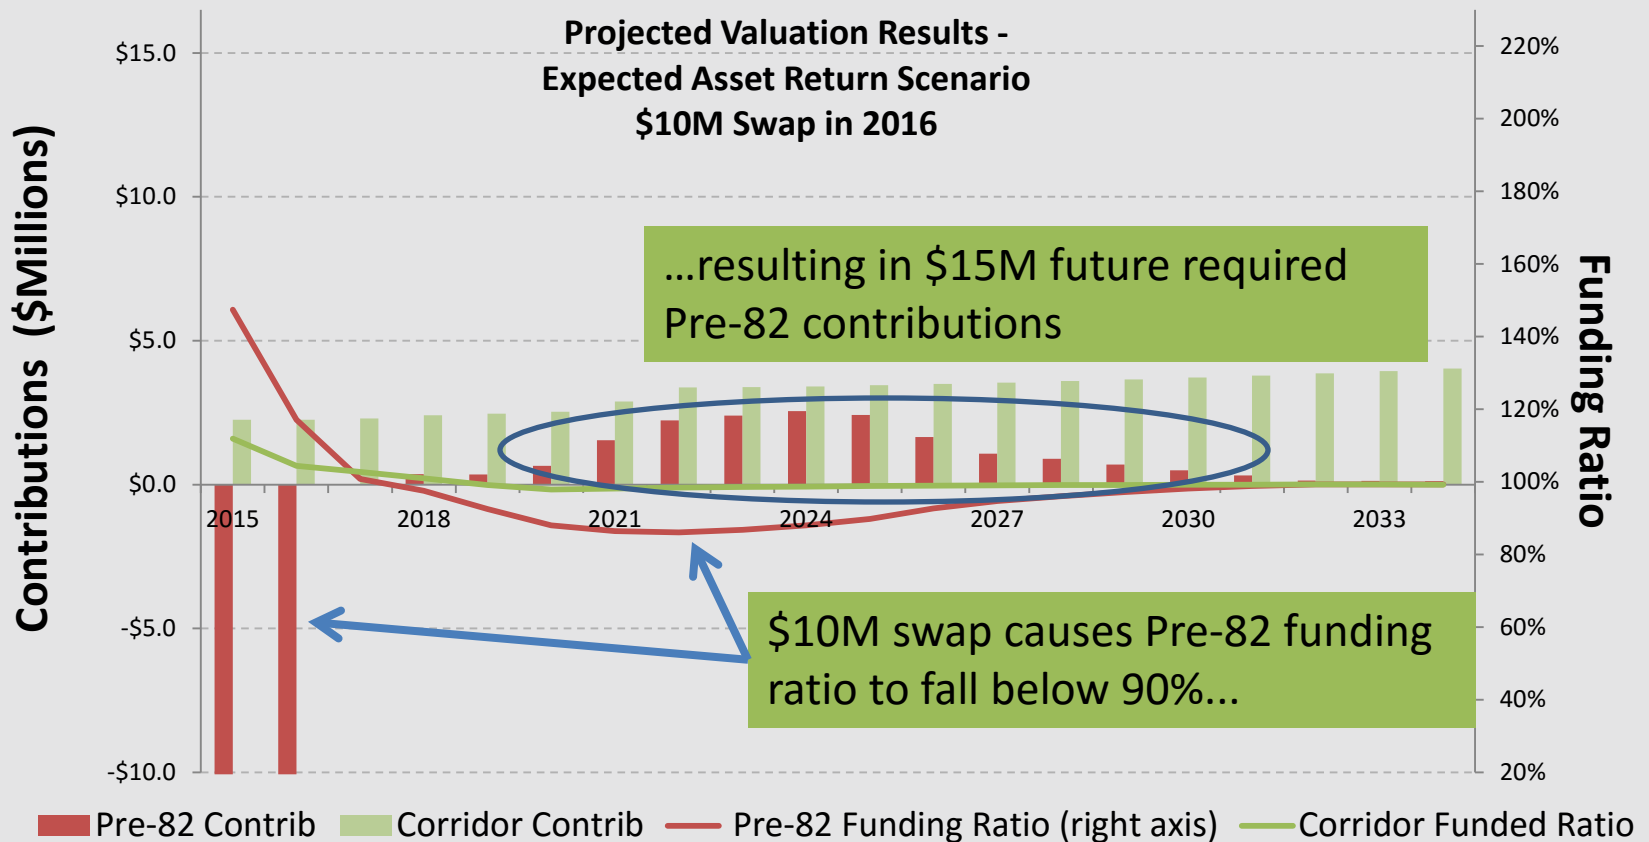 Projected Valuation Results -
Expected Asset Return Scenario
$10M Swap in 2016
Contributions ($Millions)
$15.0
$10.0
$5.0
$0.0
-$5.0
-$10.0
220%
200%
180%
160%
140%
120%
100%
80%
60%
40%
20%
Funding Ratio
...resulting in $15M future required
Pre-82 contributions
2015
2018
2021
2024
2027
2030
2033
$10M swap causes Pre-82 funding
ratio to fall below 90%...
Pre-82 Contrib
Corridor Contrib
Pre-82 Funding Ratio (right axis)
Corridor Funded Ratio